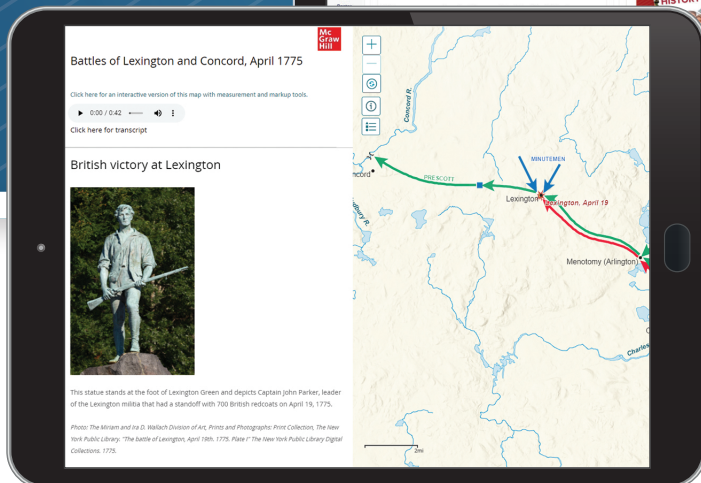 HISTORY
Mc
Graw
Hill
Battles of Lexington and Concord, April 1775
Click here for an interactive version of this map with measurement and markup tools.
0:00 / 0:42
Click here for transcript
British victory at Lexington
This statue stands at the foot of Lexington Green and depicts Captain John Parker, leader
of the Lexington militia that had a standoff with 700 British redcoats on April 19, 1775.
Photo: The Miriam and Ira D. Wallach Division of Art, Prints and Photographs: Print Collection, The New
York Public Library. "The battle of Lexington, April 19th. 1775. Plate I" The New York Public Library Digital
Collections. 1775.
Concord R.
ncord
PRESCOTT
MINUTEMEN
Lexington
Lexington, April 19
dbury R.
Menotomy (Arlington)
C
Charles
2mi